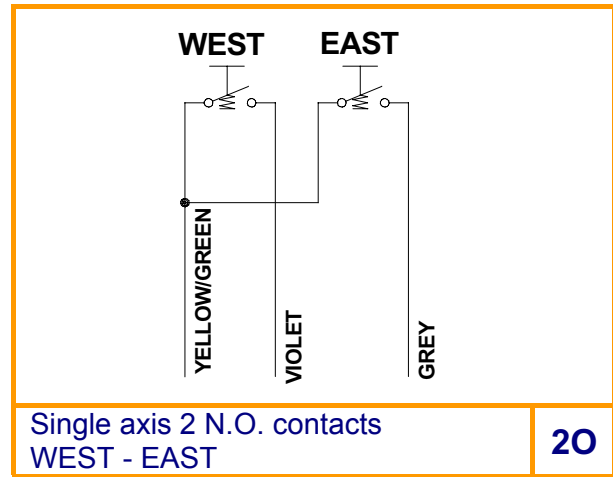 WEST EAST
YELLOW/GREEN
VIOLET
GREY
Single axis 2 N.O. contacts
WEST - EAST
2O